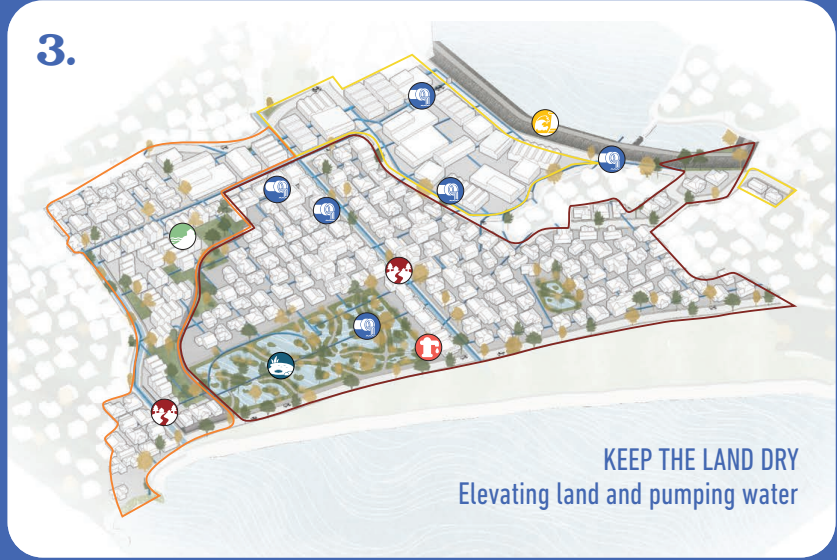 3.
KEEP THE LAND DRY
Elevating land and pumping water